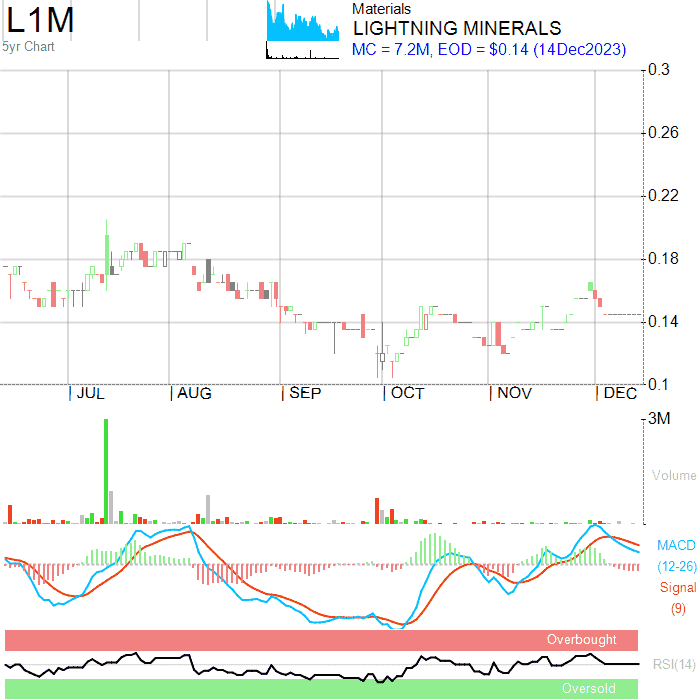 L1M
5yr Chart
Materials
LIGHTNING MINERALS
MC = 7.2M, EOD = $0.14 (14Dec2023)
0.3
0.26
0.22
0.18
0.14
0.1
| JUL | AUG | SEP | OCT | NOV | DEC
3M
Volume
MACD
(12-26)
Signal
(9)
Overbought
RSI(14)
Oversold